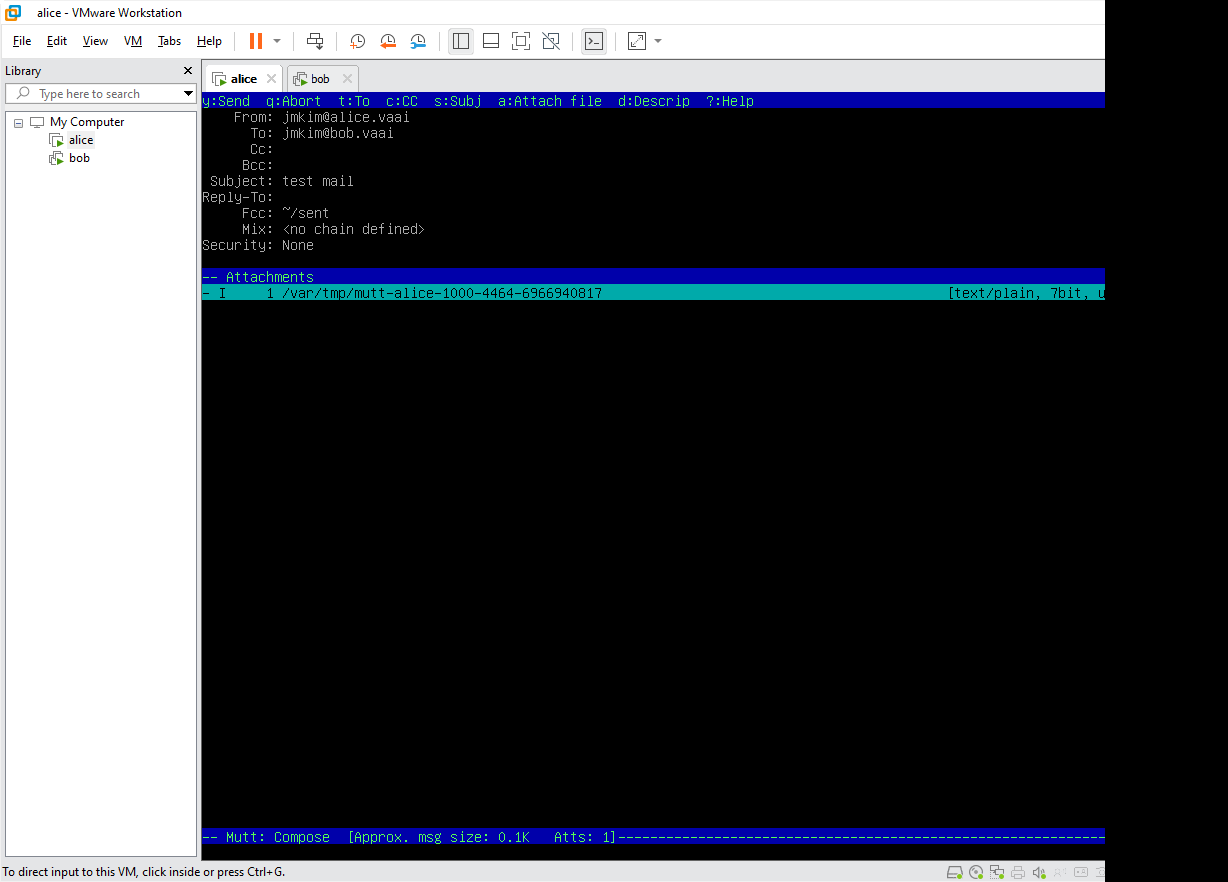 alice - VMware Workstation
File Edit View VM Tabs Help
Library
Type here to search
My Computer
alice
bob
alice bob
y:Send q:Abort t:To c:CC s:Subj a:Attach file d:Descrip ?:Help
From: jmkim@alice.vaai
To: jmkim@bob.vaai
Cc:
Bcc:
Subject: test mail
Reply-To:
Fcc: ~/sent
Mix: <no chain defined>
Security: None
-- Attachments
- I 1 /var/tmp/mutt-alice-1000-4464-6966940817 [text/plain, 7bit, u
-- Mutt: Compose [Approx. msg size: 0.1K Atts: 1]-------------------------------------------------------------
To direct input to this VM, click inside or press Ctrl+G.